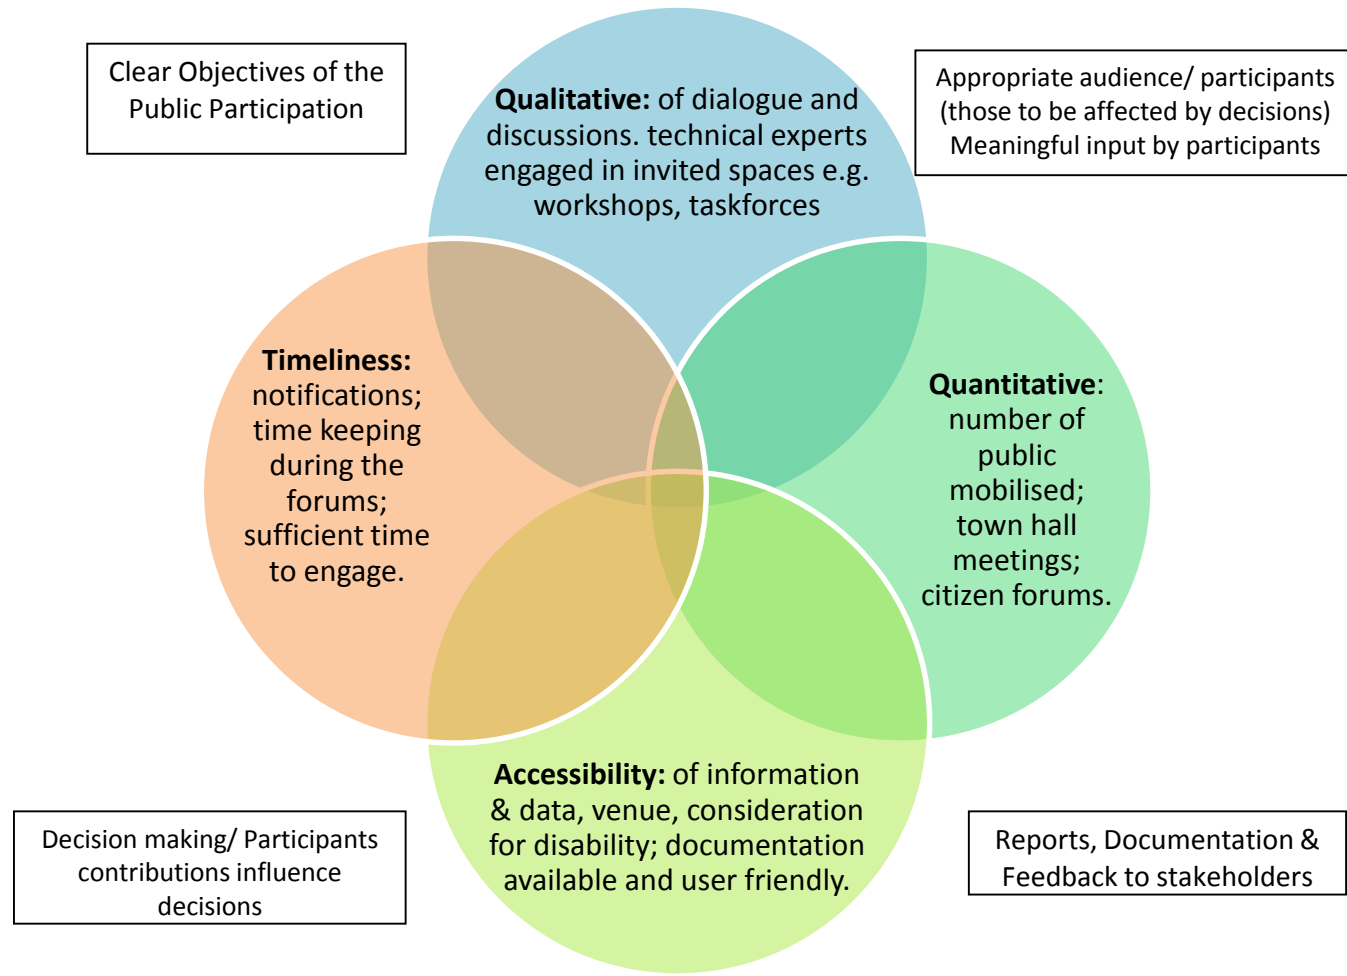 Clear Objectives of the
Public Participation
Qualitative: of dialogue and
discussions. technical experts
engaged in invited spaces e.g.
workshops, taskforces
Appropriate audience/ participants
(those to be affected by decisions)
Meaningful input by participants
Timeliness:
notifications;
time keeping
during the
forums;
sufficient time
to engage.
Quantitative:
number of
public
mobilised;
town hall
meetings;
citizen forums.
Accessibility: of information
& data, venue, consideration
for disability; documentation
available and user friendly.
Decision making/ Participants
contributions influence
decisions
Reports, Documentation &
Feedback to stakeholders